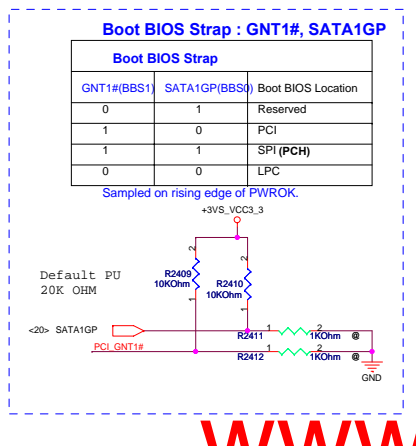 Boot BIOS Strap : GNT1#, SATA1GP
Boot BIOS Strap
GNT1#(BBS1) SATA1GP(BBS0) Boot BIOS Location
0 1 Reserved
1 0 PCI
1 1 SPI (PCH)
0 0 LPC
Sampled on rising edge of PWROK.
+3VS_VCC3_3
2 2
Default PU
20K OHM
R2409
10KOhm
R2410
10KOhm
1 1
<20> SATA1GP
1 2
R2411 1KOhm @
PCI_GNT1#
1 2
R2412 1KOhm @
GND